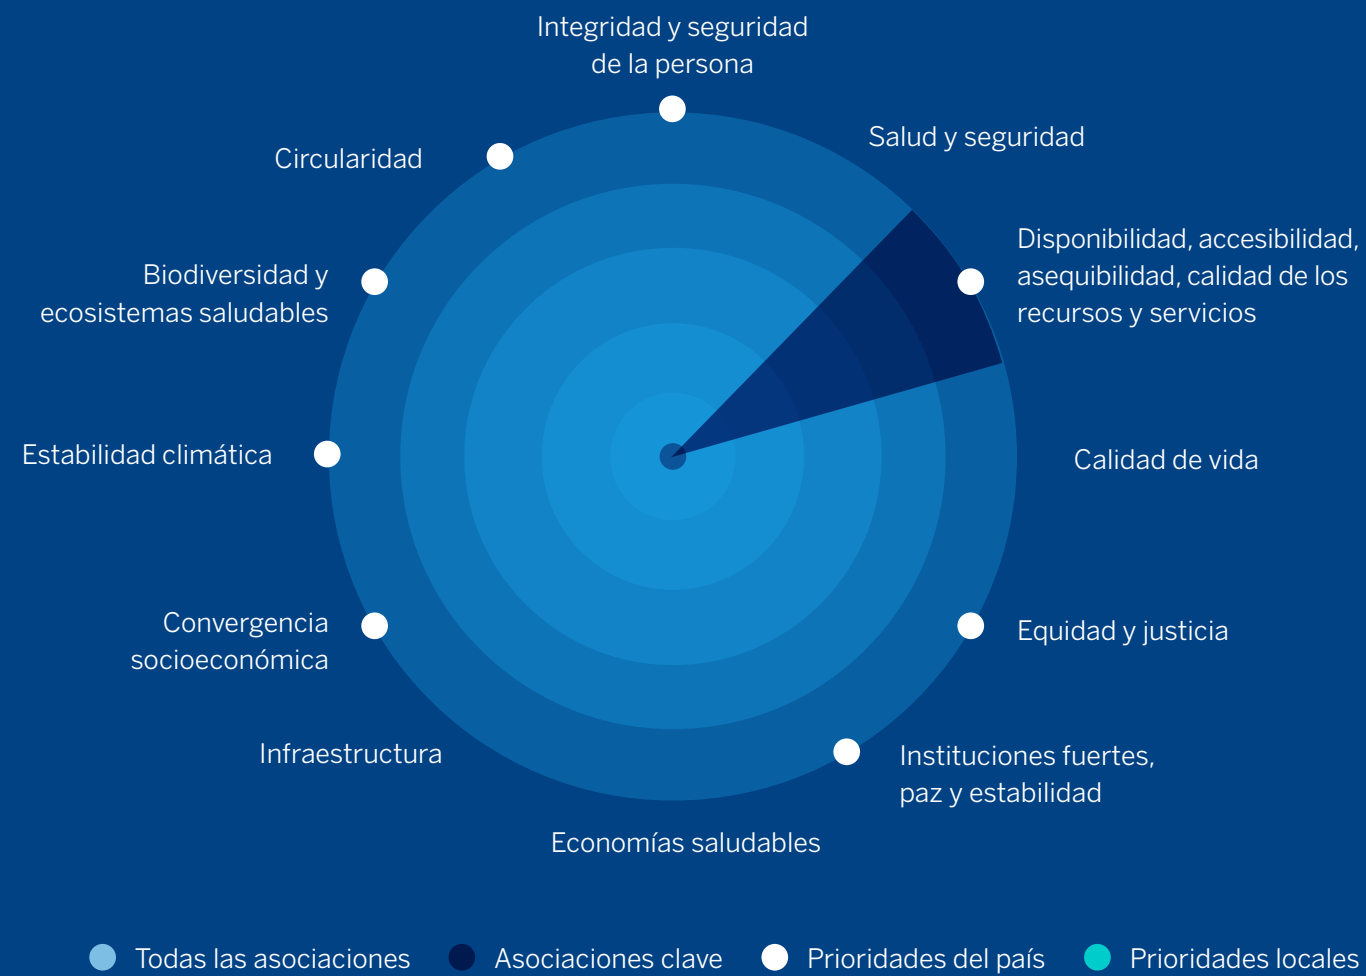 Integridad y seguridad
de la persona
Salud y seguridad
Disponibilidad, accesibilidad,
asequibilidad, calidad de los
recursos y servicios
Calidad de vida
Equidad y justicia
Instituciones fuertes,
paz y estabilidad
Economías saludables
Infraestructura
Convergencia
socioeconómica
Estabilidad climática
Biodiversidad y
ecosistemas saludables
Circularidad
Todas las asociaciones
Asociaciones clave
Prioridades del país
Prioridades locales